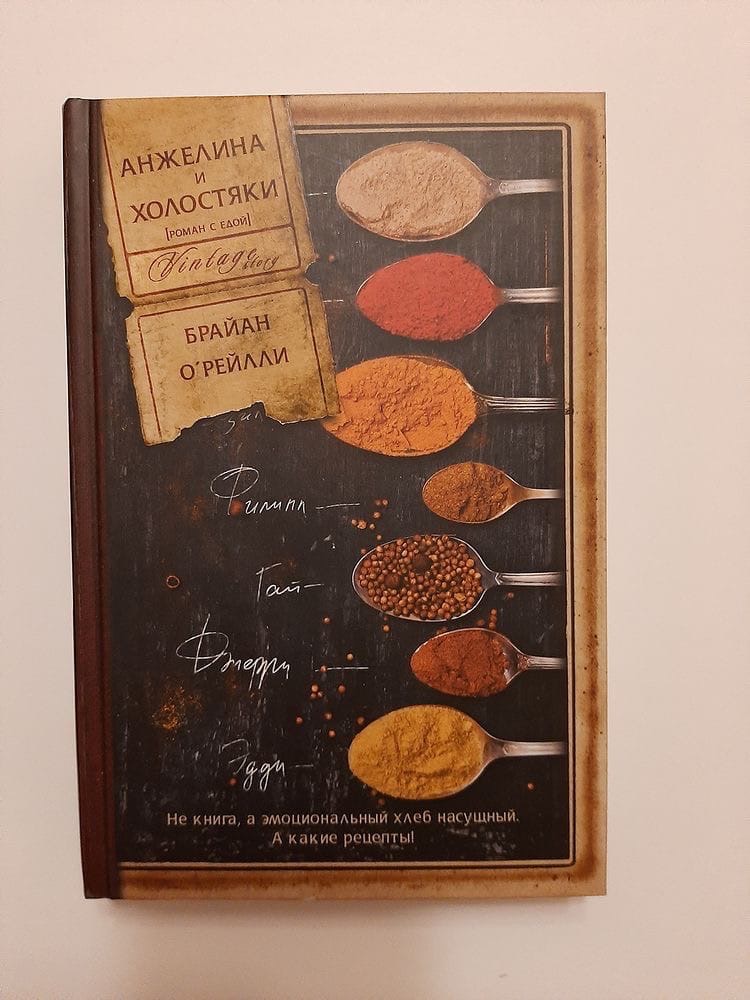 АНЖЕЛИНА
И
ХОЛОСТЯКИ
[РОМАН С ЕДОЙ]
Vintage story
БРАЙАН
О'РЕЙЛЛИ
Филипп —
Гай —
Джерри —
Эдди —
Не книга, а эмоциональный хлеб насущный.
А какие рецепты!